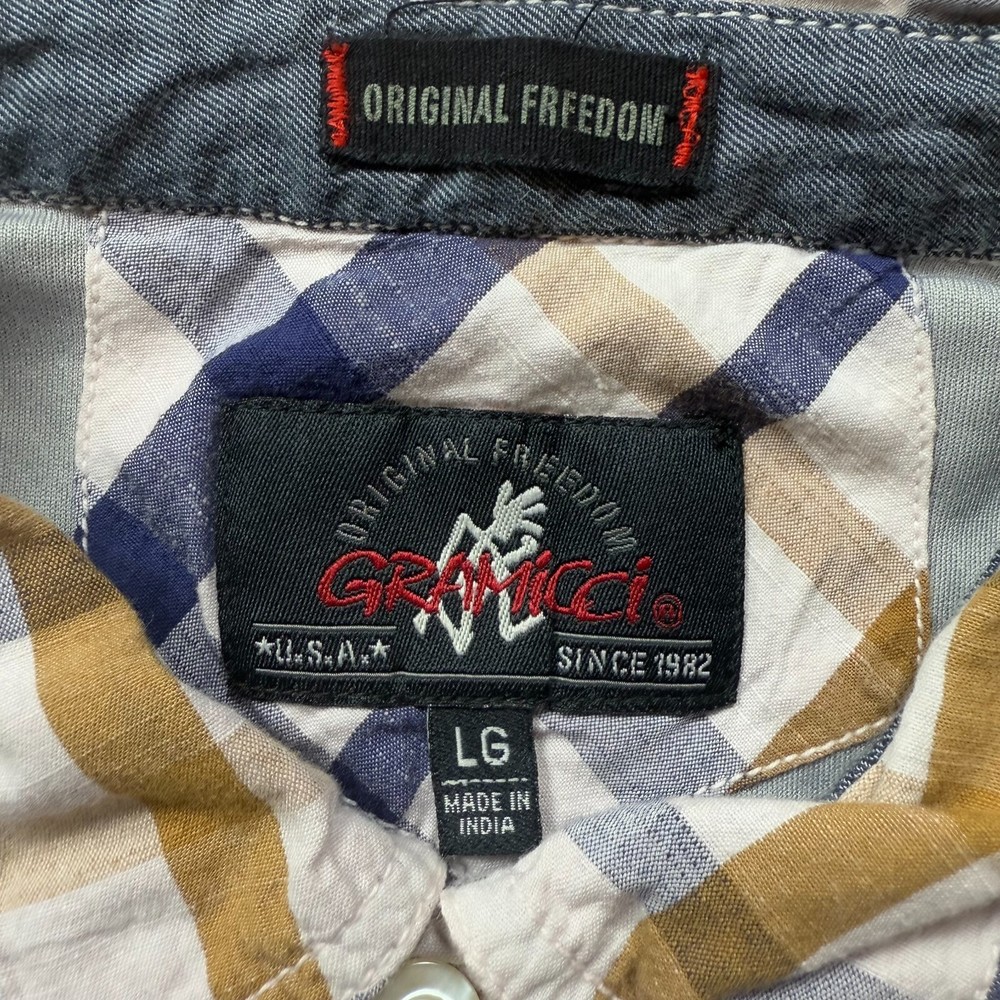 ORIGINAL FREEDOM
ORIGINAL FREEDOM
GRAMICCI ®
★U.S.A.★
SINCE 1982
LG
MADE IN
INDIA